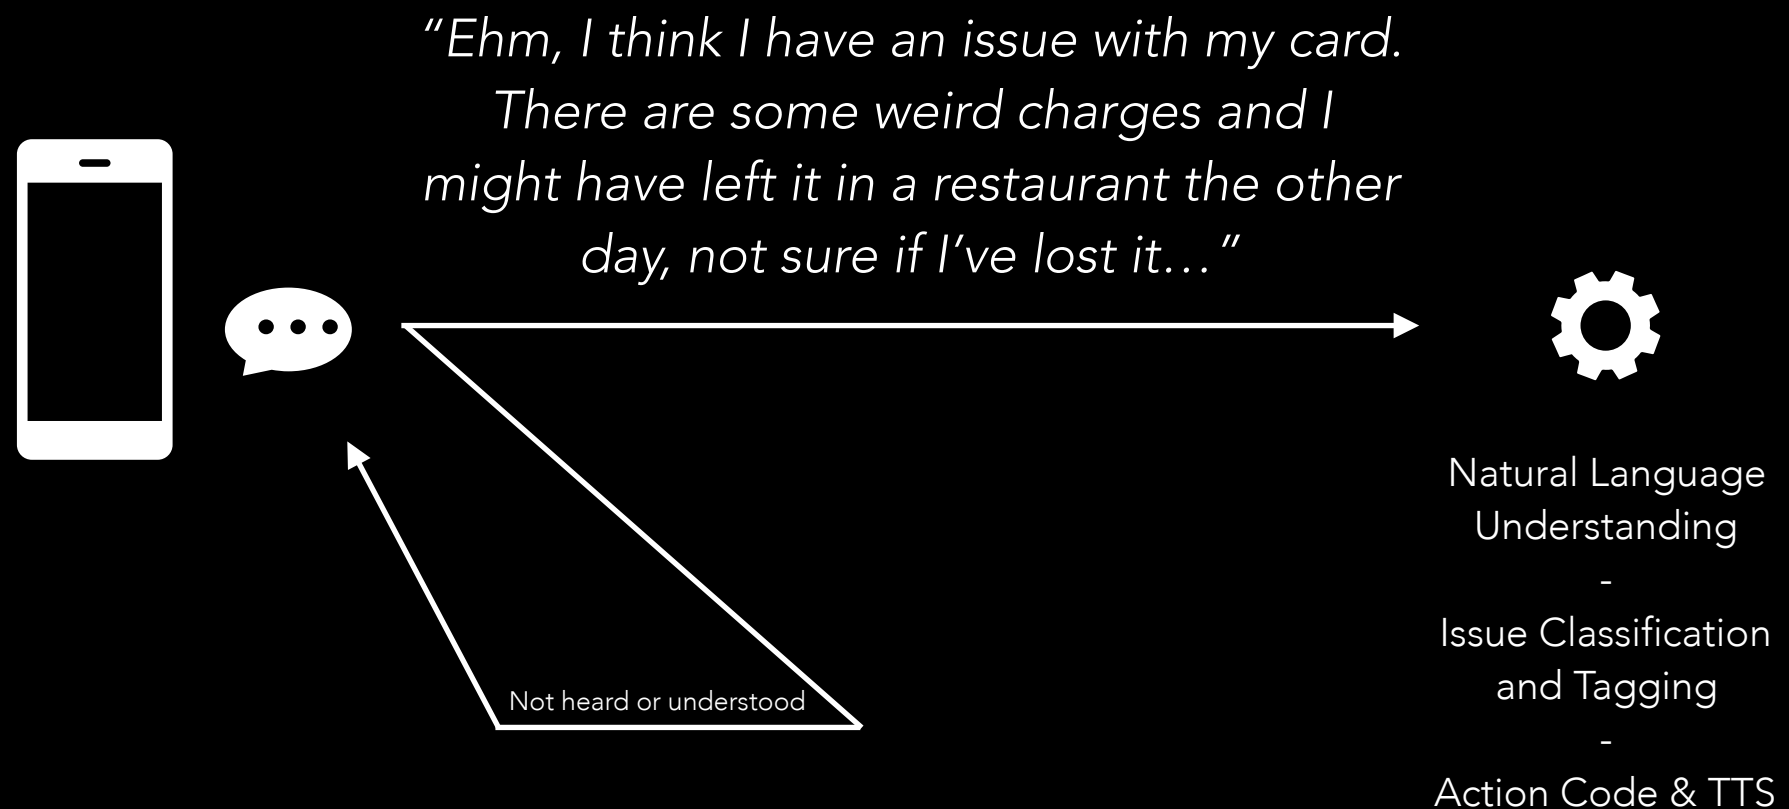 “Ehm, I think I have an issue with my card.
There are some weird charges and I
might have left it in a restaurant the other
day, not sure if I’ve lost it…”
Not heard or understood
Natural Language
Understanding
-
Issue Classification
and Tagging
-
Action Code & TTS